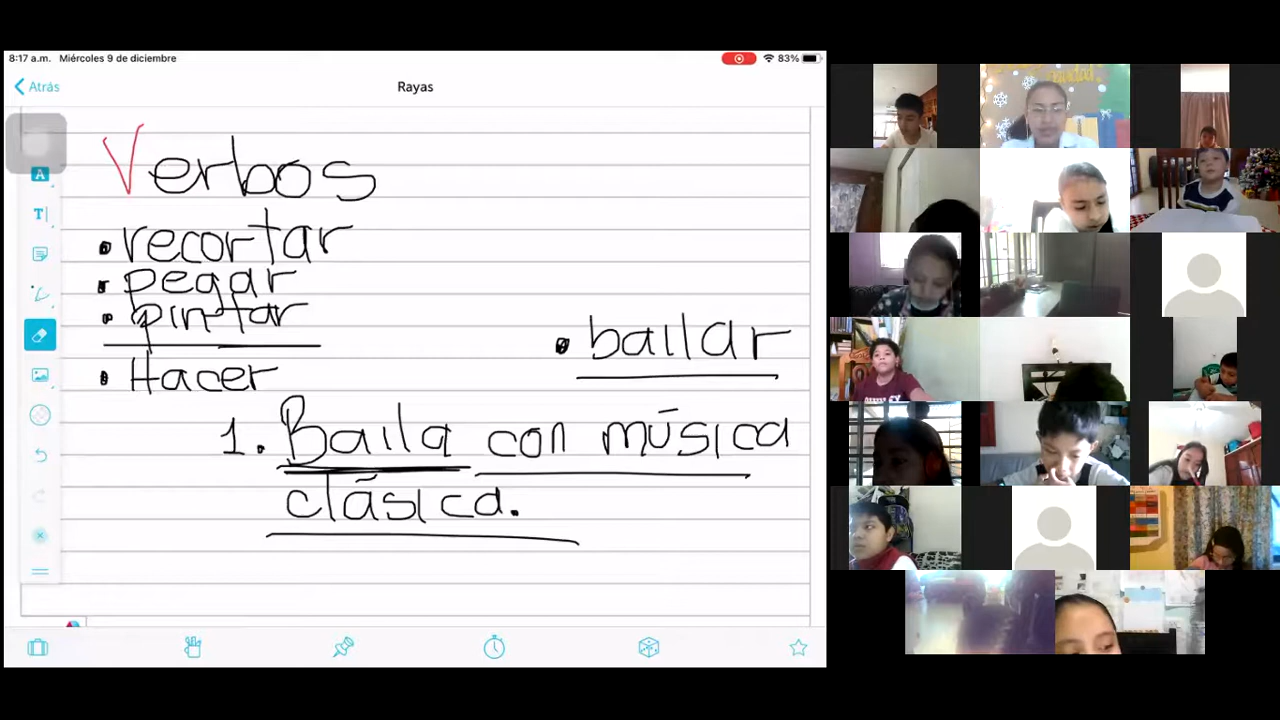 8:17 a.m. Miércoles 9 de diciembre
83%
Atrás
Rayas
Verbos
• recortar
• pegar
• pintar
• bailar
• Hacer
1. Baila con música
clásica.